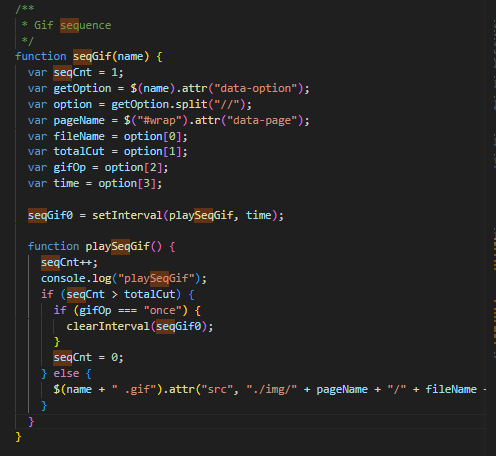 /**
 * Gif sequence
 */
function seqGif(name) {
  var seqCnt = 1;
  var getOption = $(name).attr("data-option");
  var option = getOption.split("//");
  var pageName = $("#wrap").attr("data-page");
  var fileName = option[0];
  var totalCut = option[1];
  var gifOp = option[2];
  var time = option[3];

  seqGif0 = setInterval(playSeqGif, time);

  function playSeqGif() {
    seqCnt++;
    console.log("playSeqGif");
    if (seqCnt > totalCut) {
      if (gifOp === "once") {
        clearInterval(seqGif0);
      }
      seqCnt = 0;
    } else {
      $(name + " .gif").attr("src", "./img/" + pageName + "/" + fileName +
    }
  }
}